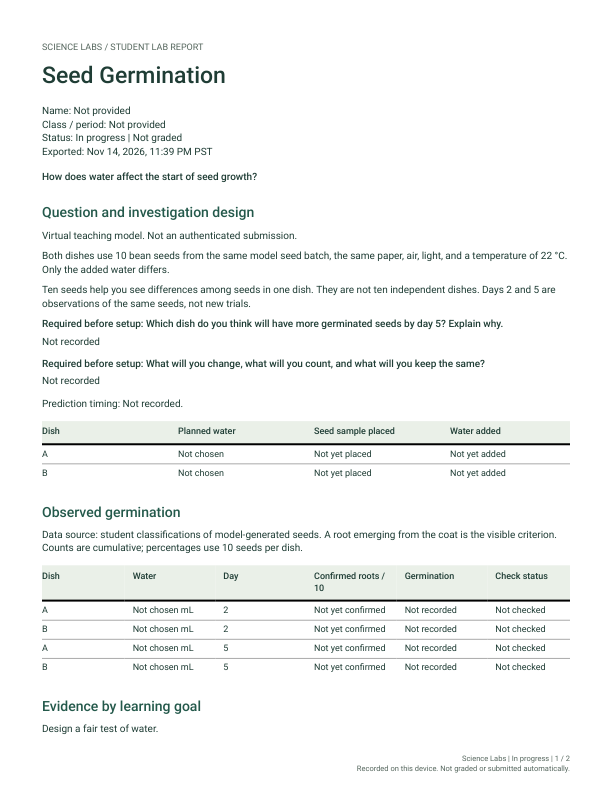 SCIENCE LABS / STUDENT LAB REPORT
Seed Germination
Name: Not provided
Class / period: Not provided
Status: In progress | Not graded
Exported: Nov 14, 2026, 11:39 PM PST
How does water affect the start of seed growth?
Question and investigation design
Virtual teaching model. Not an authenticated submission.
Both dishes use 10 bean seeds from the same model seed batch, the same paper, air, light, and a temperature of 22 °C.
Only the added water differs.
Ten seeds help you see differences among seeds in one dish. They are not ten independent dishes. Days 2 and 5 are
observations of the same seeds, not new trials.
Required before setup: Which dish do you think will have more germinated seeds by day 5? Explain why.
Not recorded
Required before setup: What will you change, what will you count, and what will you keep the same?
Not recorded
Prediction timing: Not recorded.
Dish Planned water Seed sample placed Water added
A Not chosen Not yet placed Not yet added
B Not chosen Not yet placed Not yet added
Observed germination
Data source: student classifications of model-generated seeds. A root emerging from the coat is the visible criterion.
Counts are cumulative; percentages use 10 seeds per dish.
Dish Water Day Confirmed roots / Germination Check status
10
A Not chosen mL 2 Not yet confirmed Not recorded Not checked
B Not chosen mL 2 Not yet confirmed Not recorded Not checked
A Not chosen mL 5 Not yet confirmed Not recorded Not checked
B Not chosen mL 5 Not yet confirmed Not recorded Not checked
Evidence by learning goal
Design a fair test of water.
Science Labs | In progress | 1 / 2
Recorded on this device. Not graded or submitted automatically.